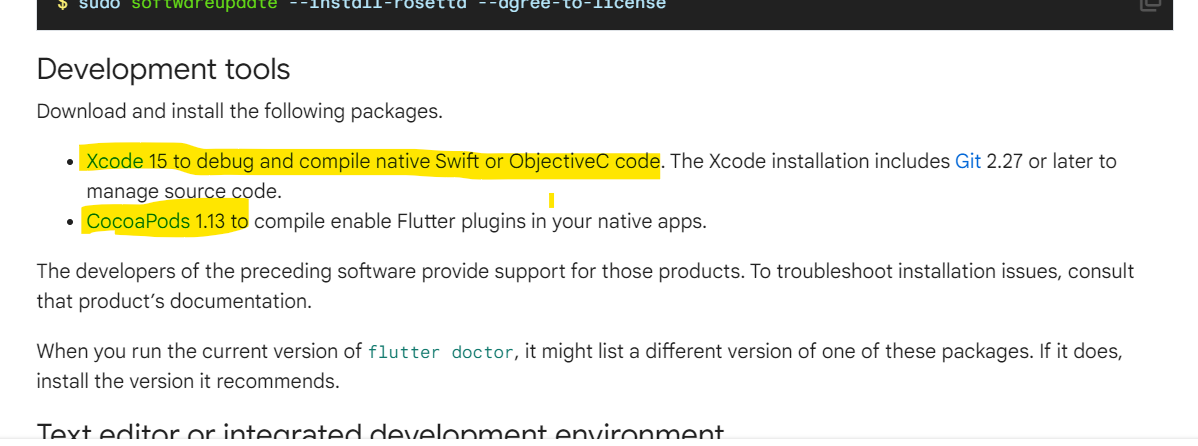 $ sudo softwareupdate --install-rosetta --agree-to-license
Development tools
Download and install the following packages.
• Xcode 15 to debug and compile native Swift or ObjectiveC code. The Xcode installation includes Git 2.27 or later to
manage source code.
• CocoaPods 1.13 to compile enable Flutter plugins in your native apps.
The developers of the preceding software provide support for those products. To troubleshoot installation issues, consult
that product’s documentation.
When you run the current version of flutter doctor, it might list a different version of one of these packages. If it does,
install the version it recommends.
Text editor or integrated development environment